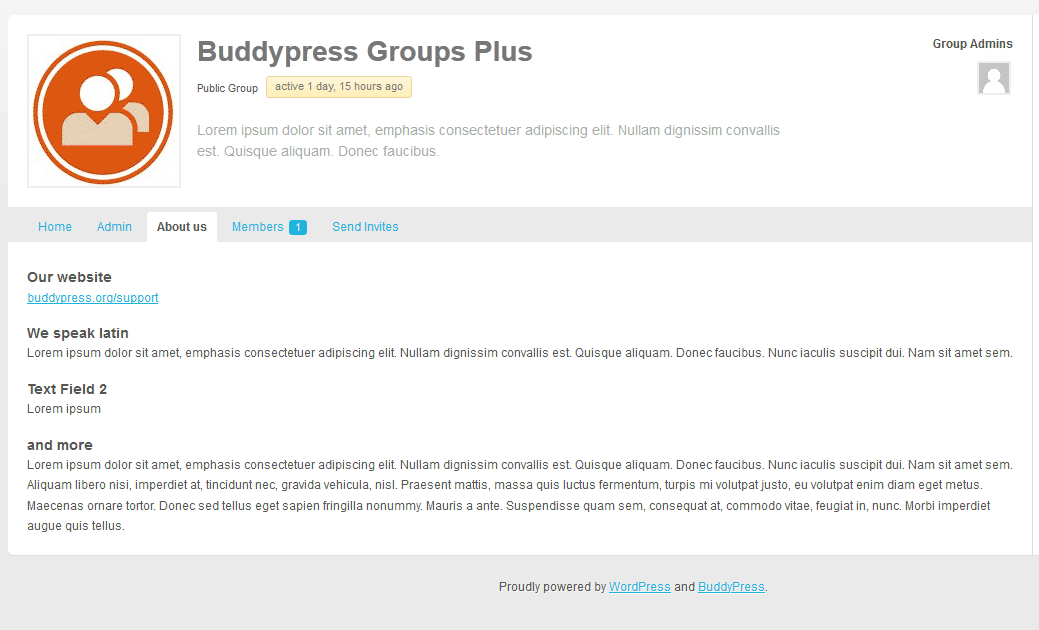 Buddypress Groups Plus
Group Admins
Public Group active 1 day, 15 hours ago
Lorem ipsum dolor sit amet, emphasis consectetuer adipiscing elit. Nullam dignissim convallis
est. Quisque aliquam. Donec faucibus.
Home Admin About us Members 1 Send Invites
Our website
buddypress.org/support
We speak latin
Lorem ipsum dolor sit amet, emphasis consectetuer adipiscing elit. Nullam dignissim convallis est. Quisque aliquam. Donec faucibus. Nunc iaculis suscipit dui. Nam sit amet sem.
Text Field 2
Lorem ipsum
and more
Lorem ipsum dolor sit amet, emphasis consectetuer adipiscing elit. Nullam dignissim convallis est. Quisque aliquam. Donec faucibus. Nunc iaculis suscipit dui. Nam sit amet sem.
Aliquam libero nisi, imperdiet at, tincidunt nec, gravida vehicula, nisl. Praesent mattis, massa quis luctus fermentum, turpis mi volutpat justo, eu volutpat enim diam eget metus.
Maecenas ornare tortor. Donec sed tellus eget sapien fringilla nonummy. Mauris a ante. Suspendisse quam sem, consequat at, commodo vitae, feugiat in, nunc. Morbi imperdiet
augue quis tellus.
Proudly powered by WordPress and BuddyPress.